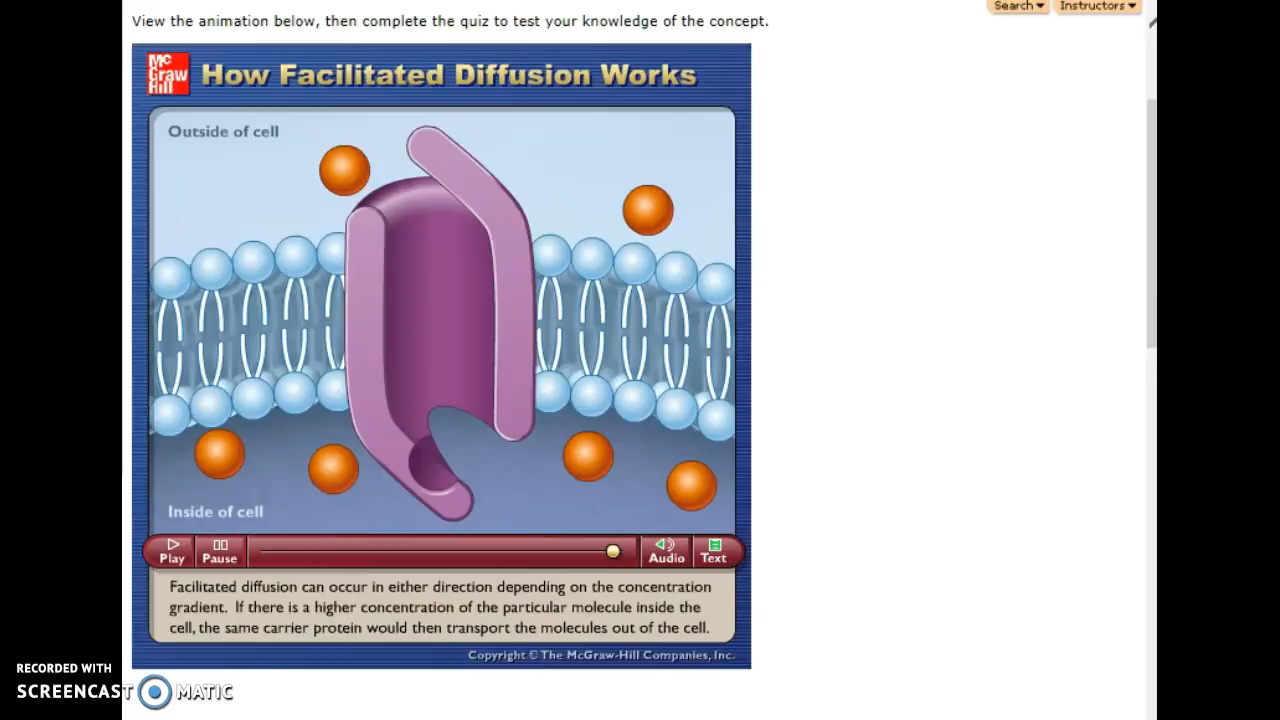 View the animation below, then complete the quiz to test your knowledge of the concept.
Search
Instructors
Mc
Graw
Hill
How Facilitated Diffusion Works
Outside of cell
Inside of cell
Play
Pause
Audio
Text
Facilitated diffusion can occur in either direction depending on the concentration
gradient. If there is a higher concentration of the particular molecule inside the
cell, the same carrier protein would then transport the molecules out of the cell.
Copyright © The McGraw-Hill Companies, Inc.
RECORDED WITH
SCREENCAST MATIC